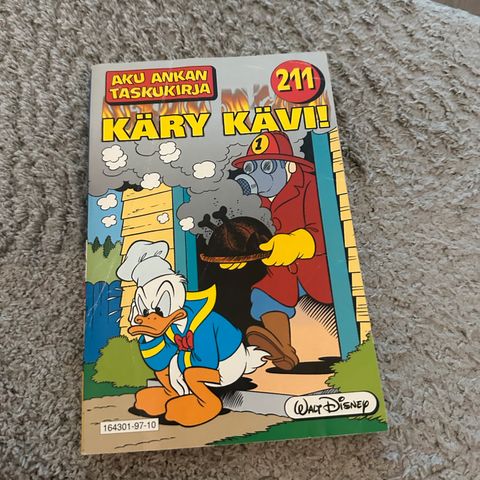 AKU ANKAN
TASKUKIRJA
211
KÄRY KÄVI!
1
WALT DISNEY
164301-97-10